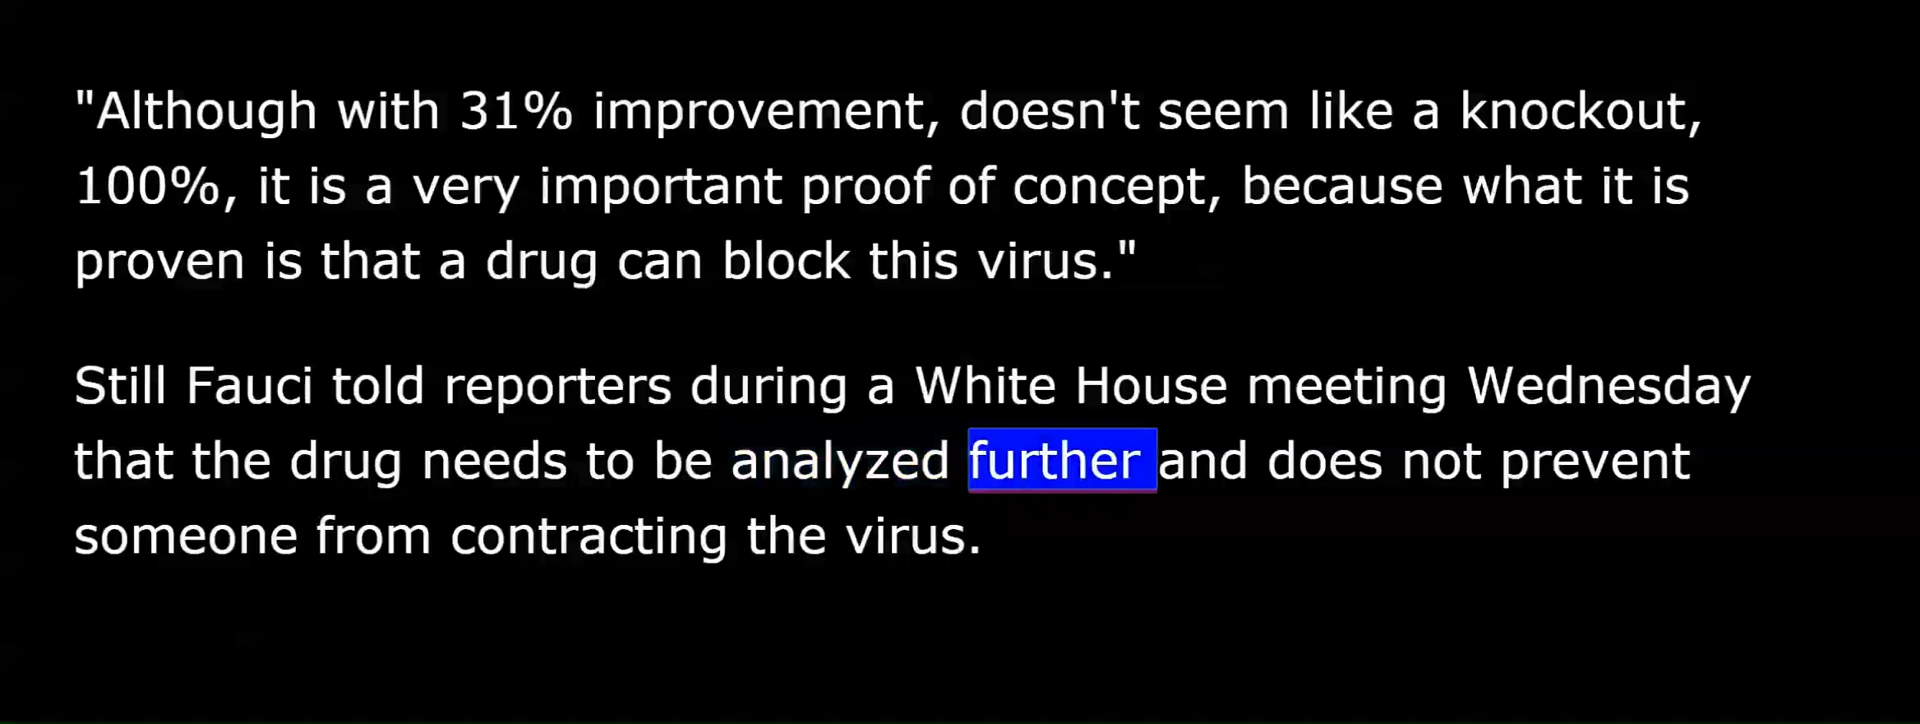 "Although with 31% improvement, doesn't seem like a knockout,
100%, it is a very important proof of concept, because what it is
proven is that a drug can block this virus."
Still Fauci told reporters during a White House meeting Wednesday
that the drug needs to be analyzed further and does not prevent
someone from contracting the virus.